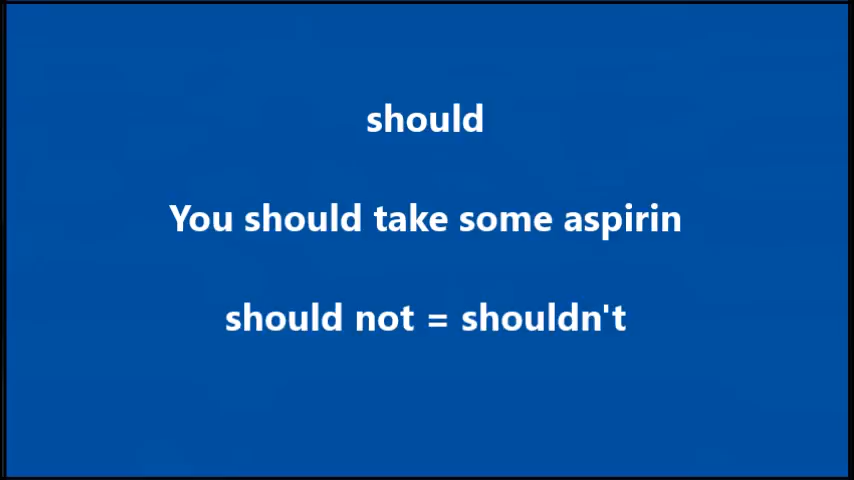 should
You should take some aspirin
should not = shouldn't